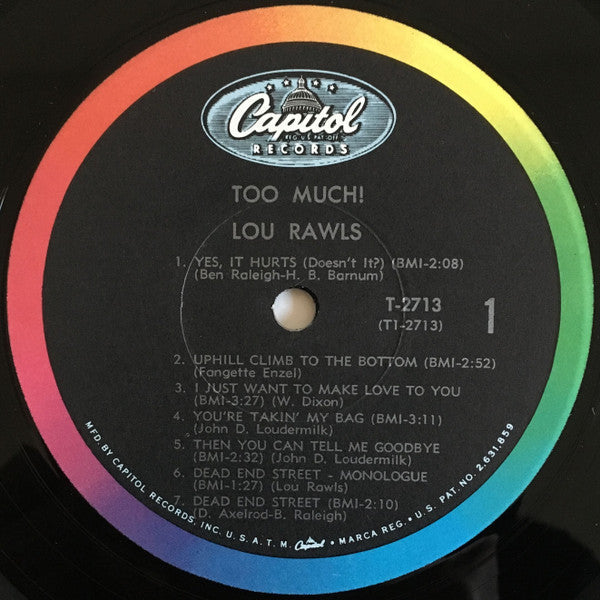 Capitol
REG. U.S. PAT. OFF.
RECORDS
TOO MUCH!
LOU RAWLS
1. YES, IT HURTS (Doesn't It?) (BMI-2:08)
(Ben Raleigh-H. B. Barnum)
T-2713
(T1-2713)
1
2. UPHILL CLIMB TO THE BOTTOM (BMI-2:52)
(Fangette Enzel)
3. I JUST WANT TO MAKE LOVE TO YOU
(BMI-3:27) (W. Dixon)
4. YOU'RE TAKIN' MY BAG (BMI-3:11)
(John D. Loudermilk)
5. THEN YOU CAN TELL ME GOODBYE
(BMI-2:32) (John D. Loudermilk)
6. DEAD END STREET - MONOLOGUE
(BMI-1:27) (Lou Rawls)
7. DEAD END STREET (BMI-2:10)
(D. Axelrod-B. Raleigh)
MFD. BY CAPITOL RECORDS, INC. U.S.A. T.M. Capitol MARCA REG. • U.S. PAT. NO. 2,631,859